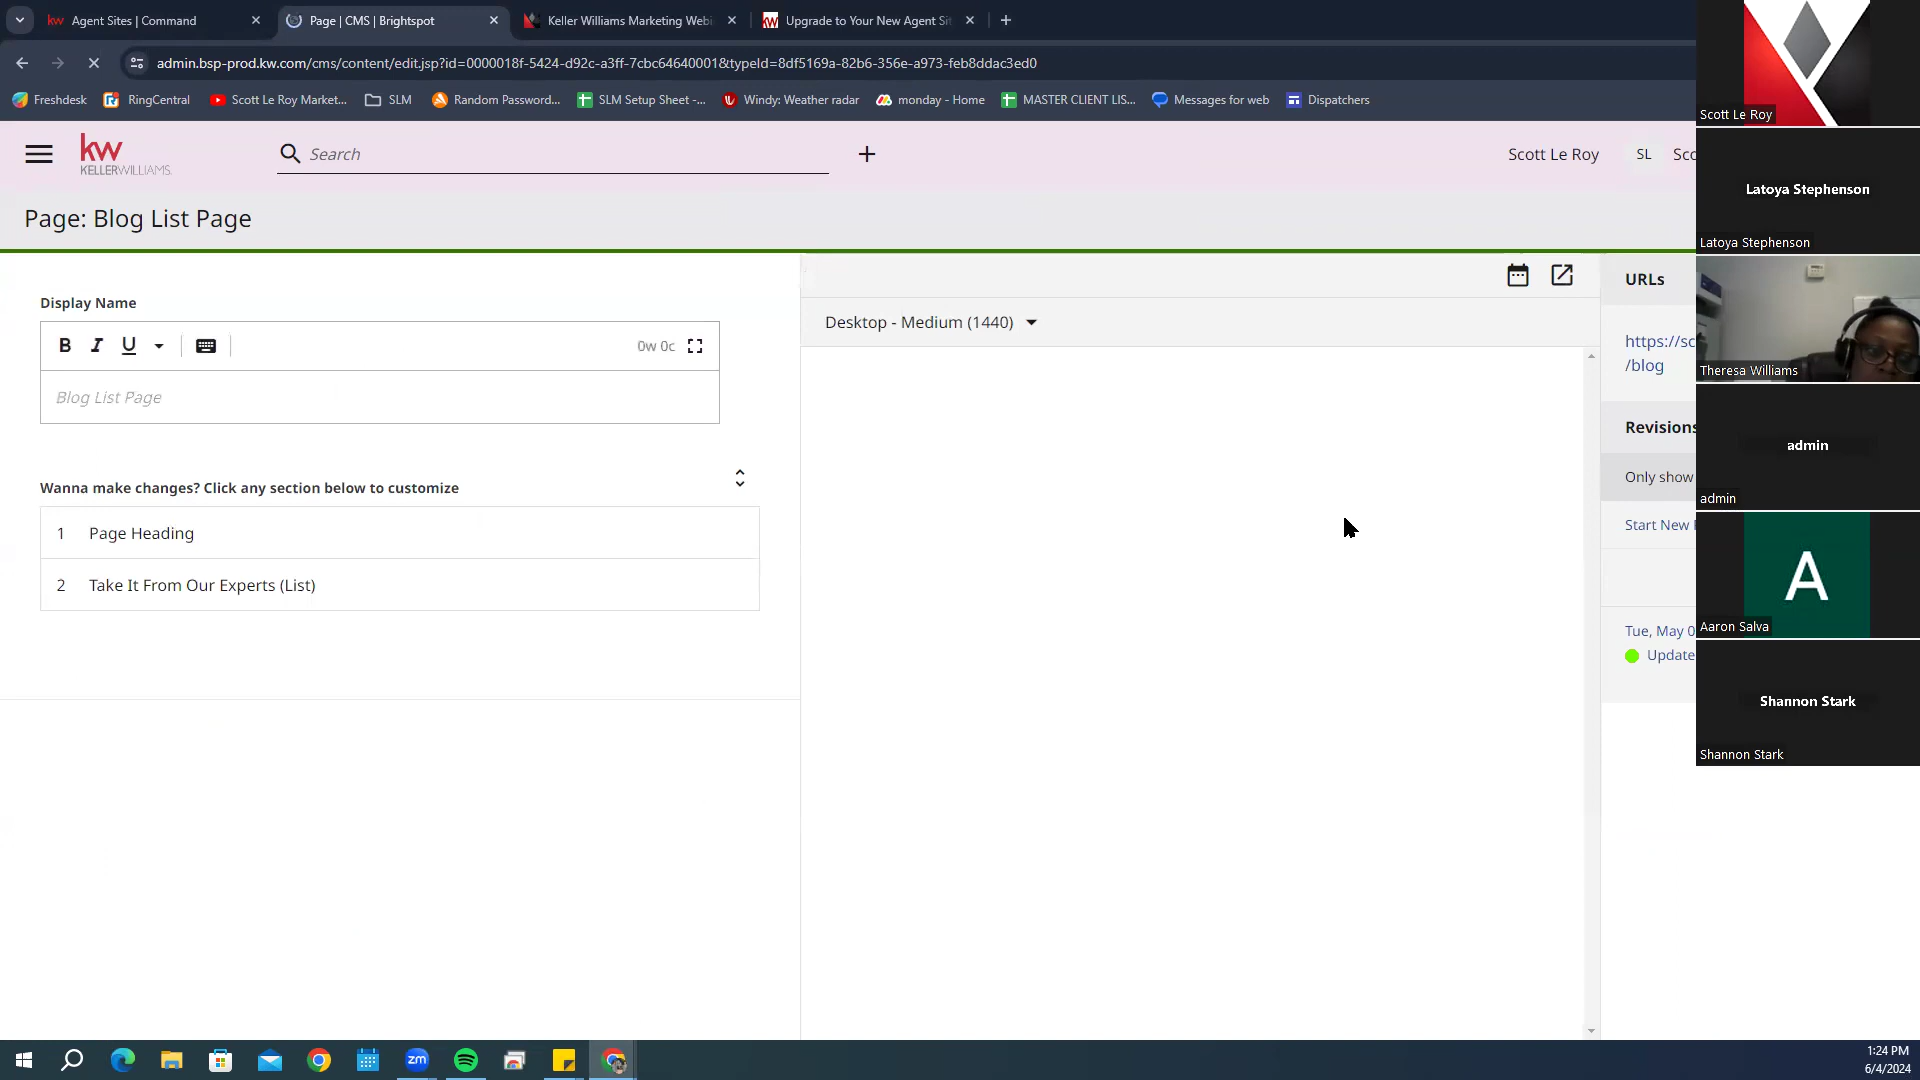 Agent Sites | Command
Page | CMS | Brightspot
Keller Williams Marketing Webi
Upgrade to Your New Agent Sit
admin.bsp-prod.kw.com/cms/content/edit.jsp?id=0000018f-5424-d92c-a3ff-7cbc64640001&typeId=8df5169a-82b6-356e-a973-feb8ddac3ed0
Freshdesk
RingCentral
Scott Le Roy Market...
SLM
Random Password...
SLM Setup Sheet -...
Windy: Weather radar
monday - Home
MASTER CLIENT LIS...
Messages for web
Dispatchers
kw
KELLERWILLIAMS.
Search
Scott Le Roy
SL
Sco
Page: Blog List Page
Display Name
B I U
0w 0c
Blog List Page
Wanna make changes? Click any section below to customize
1 Page Heading
2 Take It From Our Experts (List)
Desktop - Medium (1440)
URLs
https://sc
/blog
Revisions
Only show
Start New
Tue, May 0
Update
Scott Le Roy
Latoya Stephenson
Latoya Stephenson
Theresa Williams
admin
admin
A
Aaron Salva
Shannon Stark
Shannon Stark
zm
1:24 PM
6/4/2024